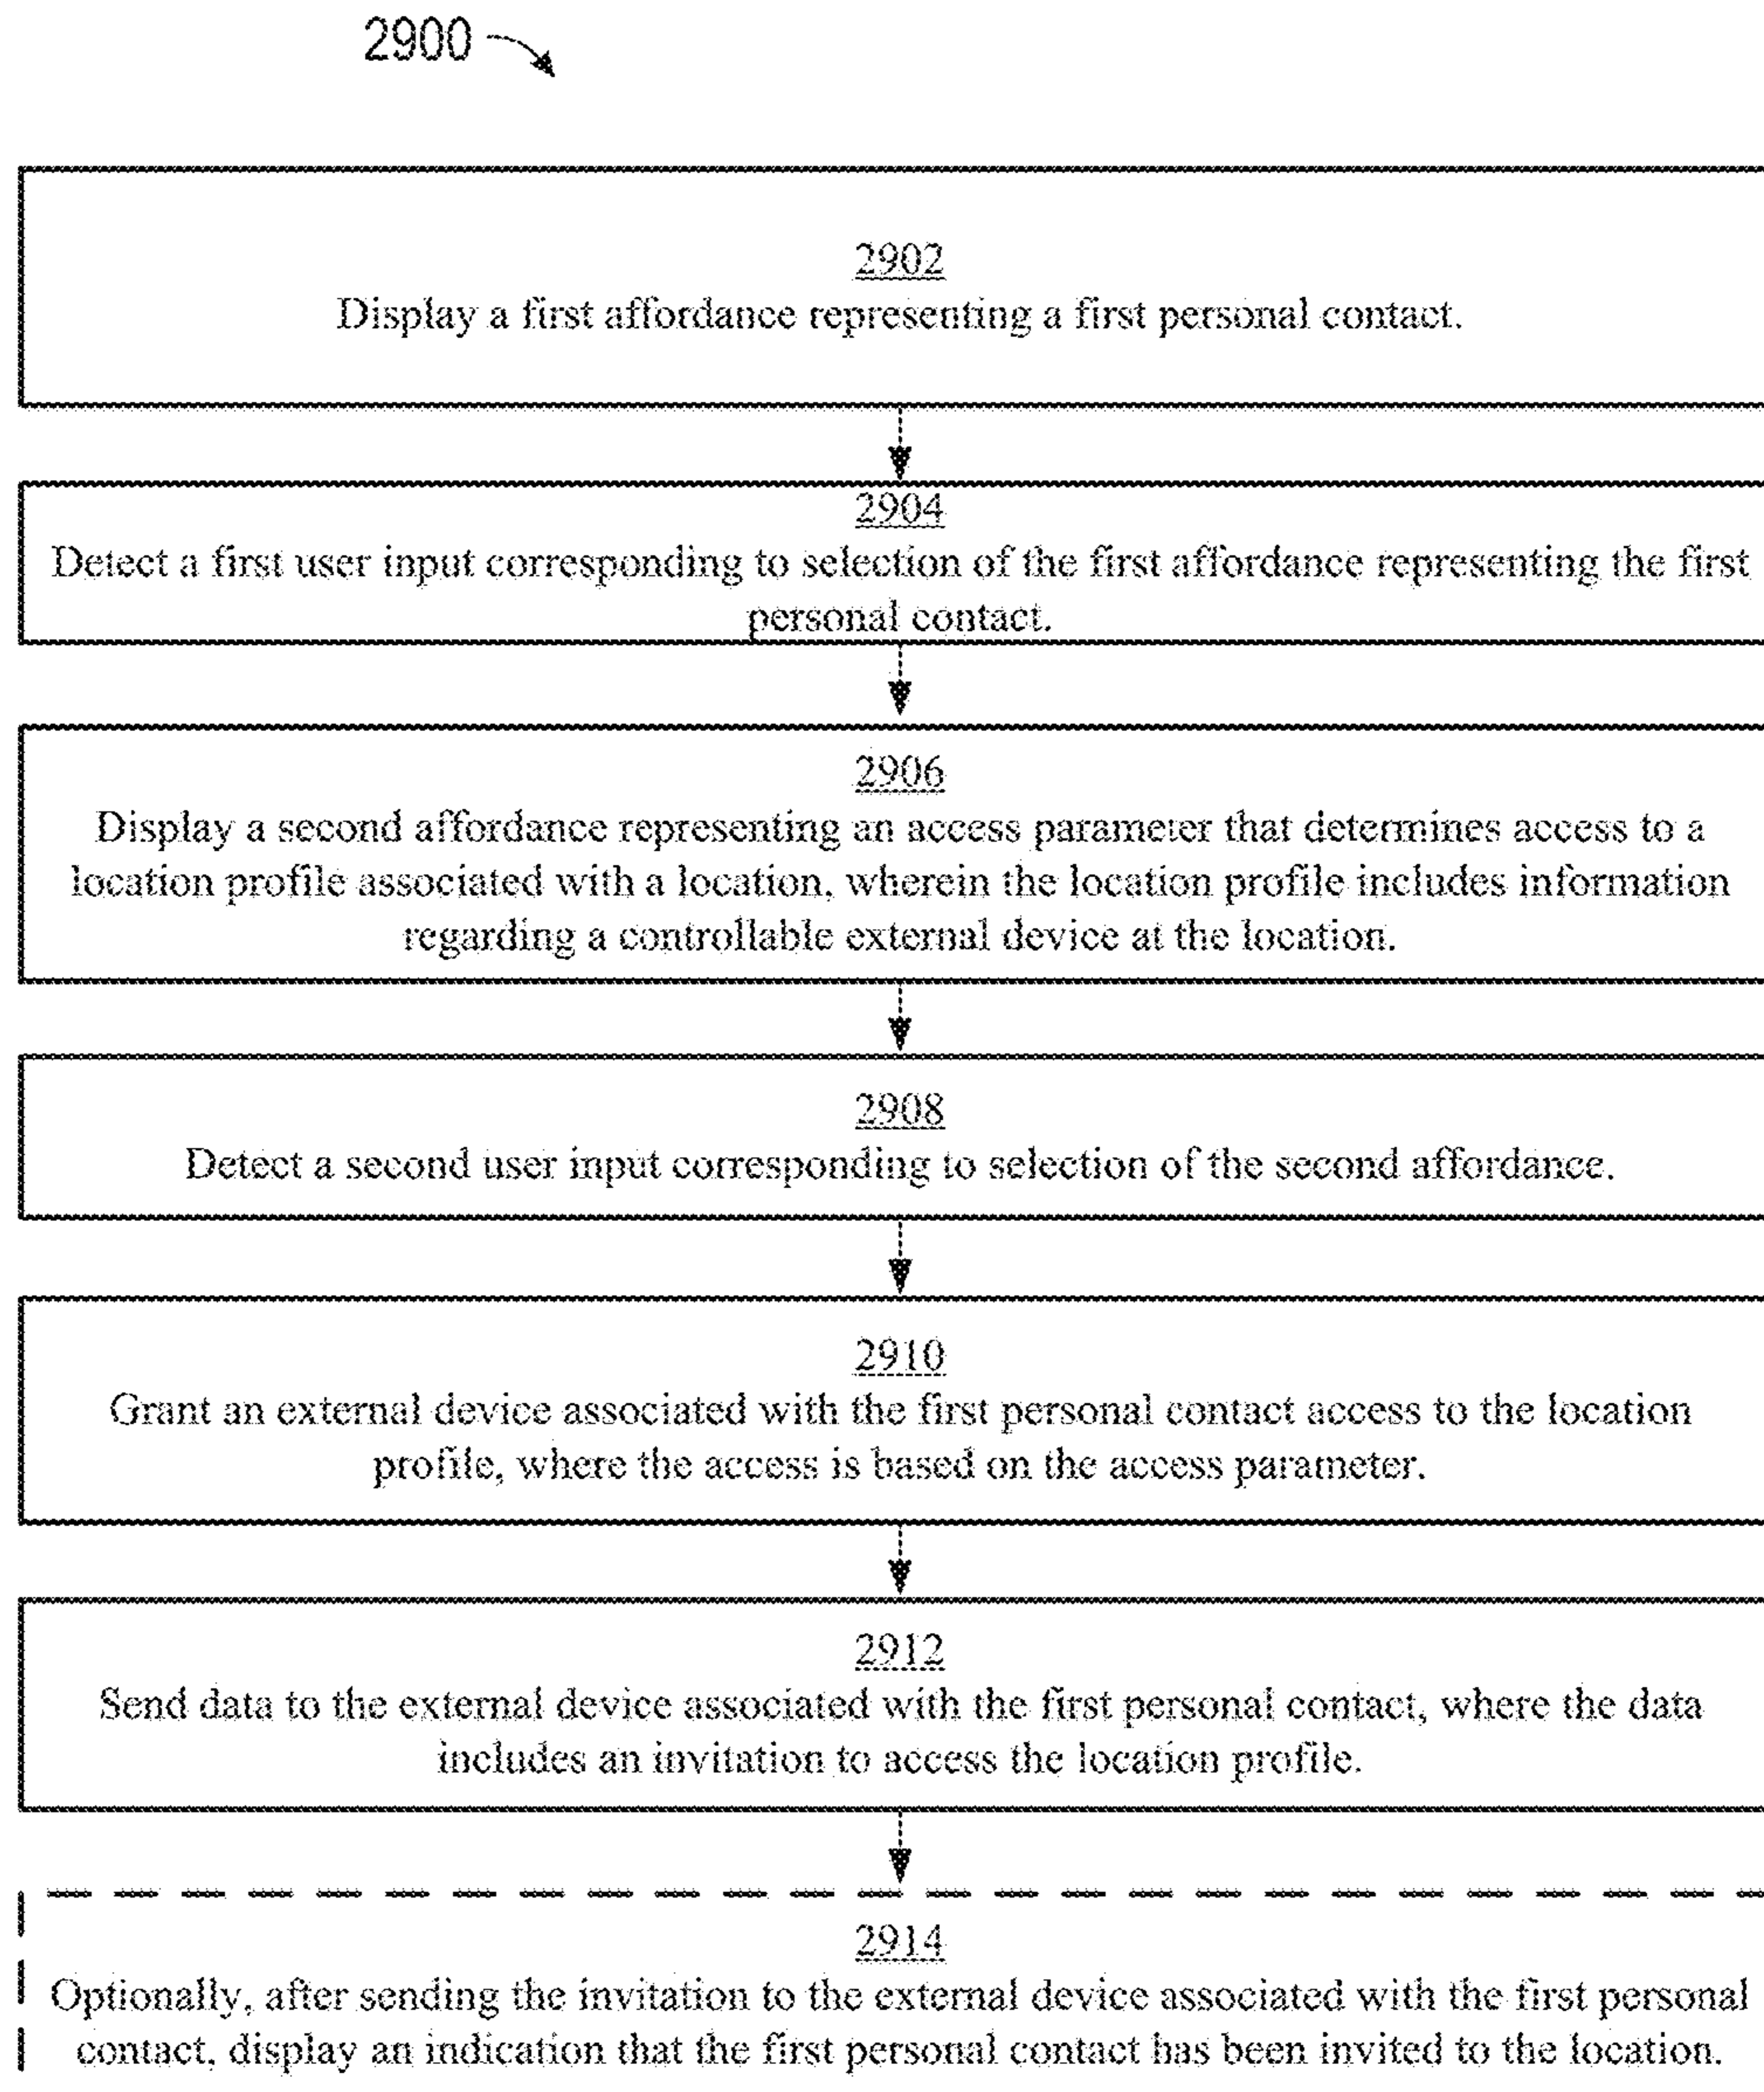 2900
2902
Display a first affordance representing a first personal contact.
2904
Detect a first user input corresponding to selection of the first affordance representing the first
personal contact.
2906
Display a second affordance representing an access parameter that determines access to a
location profile associated with a location, wherein the location profile includes information
regarding a controllable external device at the location.
2908
Detect a second user input corresponding to selection of the second affordance.
2910
Grant an external device associated with the first personal contact access to the location
profile, where the access is based on the access parameter.
2912
Send data to the external device associated with the first personal contact, where the data
includes an invitation to access the location profile.
2914
Optionally, after sending the invitation to the external device associated with the first personal
contact, display an indication that the first personal contact has been invited to the location.